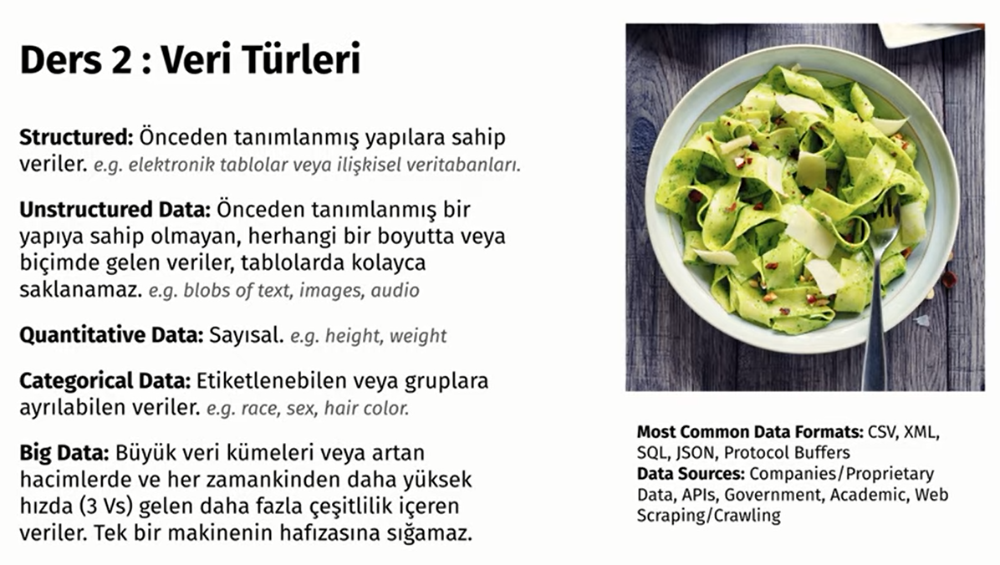 Ders 2 : Veri Türleri
Structured: Önceden tanımlanmış yapılara sahip
veriler. e.g. elektronik tablolar veya ilişkisel veritabanları.
Unstructured Data: Önceden tanımlanmış bir
yapıya sahip olmayan, herhangi bir boyutta veya
biçimde gelen veriler, tablolarda kolayca
saklanamaz. e.g. blobs of text, images, audio
Quantitative Data: Sayısal. e.g. height, weight
Categorical Data: Etiketlenebilen veya gruplara
ayrılabilen veriler. e.g. race, sex, hair color.
Big Data: Büyük veri kümeleri veya artan
hacimlerde ve her zamankinden daha yüksek
hızda (3 Vs) gelen daha fazla çeşitlilik içeren
veriler. Tek bir makinenin hafızasına sığamaz.
Most Common Data Formats: CSV, XML,
SQL, JSON, Protocol Buffers
Data Sources: Companies/Proprietary
Data, APIs, Government, Academic, Web
Scraping/Crawling